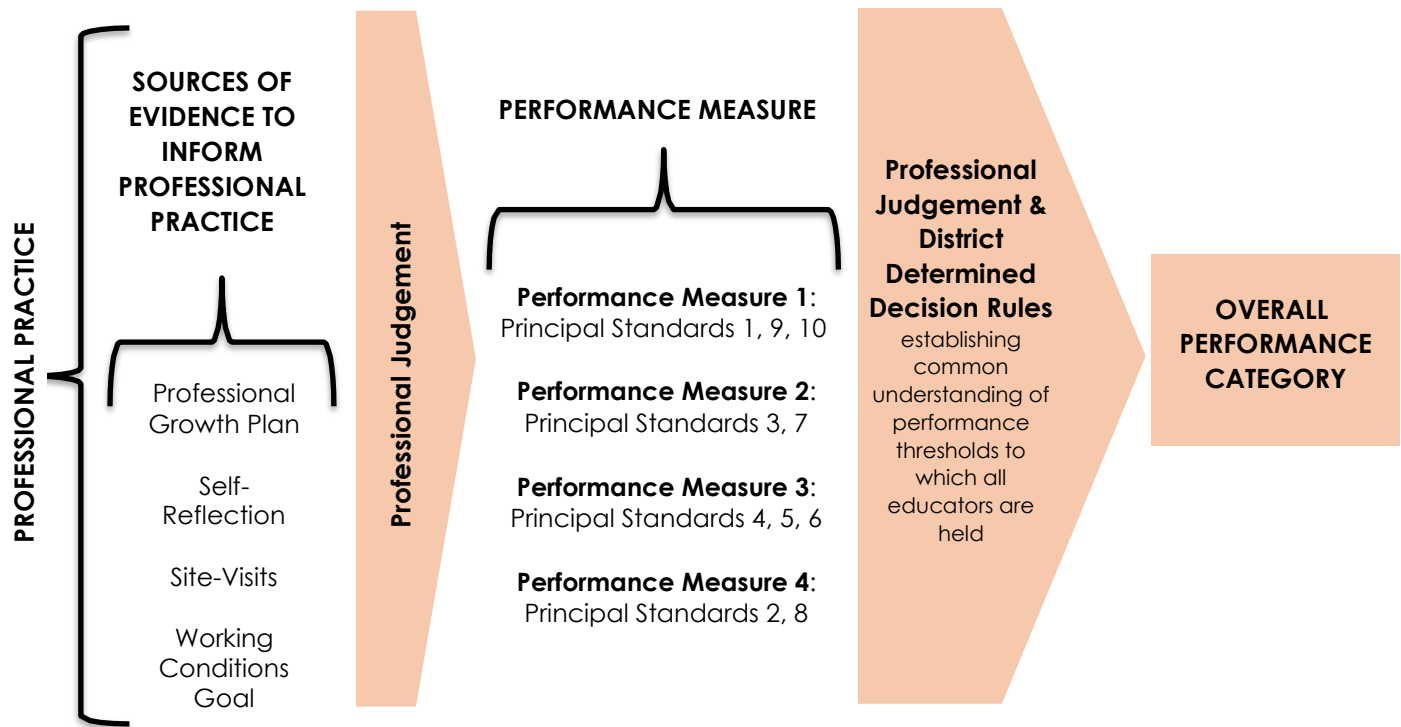 PROFESSIONAL PRACTICE
SOURCES OF
EVIDENCE TO
INFORM
PROFESSIONAL
PRACTICE
Professional
Growth Plan
Self-
Reflection
Site-Visits
Working
Conditions
Goal
Professional Judgement
PERFORMANCE MEASURE
Performance Measure 1:
Principal Standards 1, 9, 10
Performance Measure 2:
Principal Standards 3, 7
Performance Measure 3:
Principal Standards 4, 5, 6
Performance Measure 4:
Principal Standards 2, 8
Professional
Judgement &
District
Determined
Decision Rules
establishing
common
understanding of
performance
thresholds to
which all
educators are
held
OVERALL
PERFORMANCE
CATEGORY